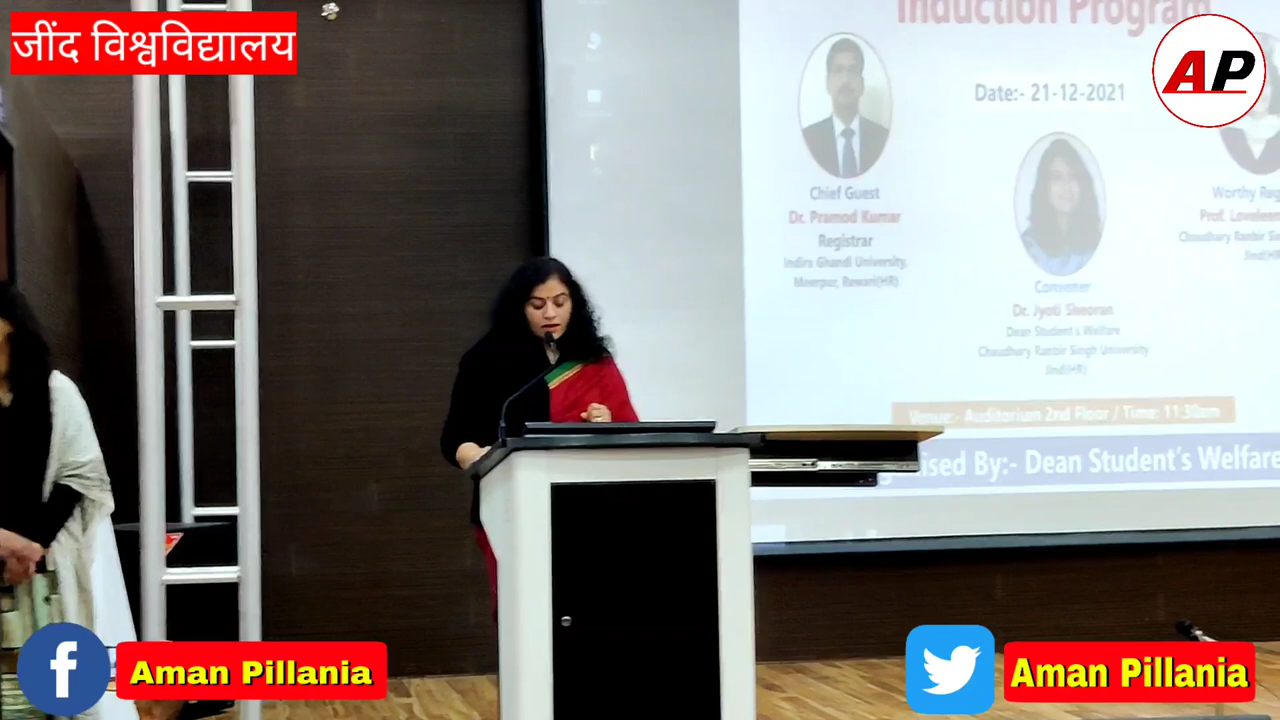 जींद विश्वविद्यालय
Induction Program
AP
Date:- 21-12-2021
Chief Guest
Dr. Pramod Kumar
Registrar
Indira Ghandi University,
Meerpur, Rewari(HR)
Convener
Dr. Jyoti Sheoran
Dean Student's Welfare
Chaudhary Ranbir Singh University
Jind(HR)
Worthy Reg
Prof. Loveleen
Chaudhary Ranbir Sin
Jind(HR
Venue:- Auditorium 2nd Floor / Time: 11:30am
ised By:- Dean Student's Welfare
f Aman Pillania
Aman Pillania